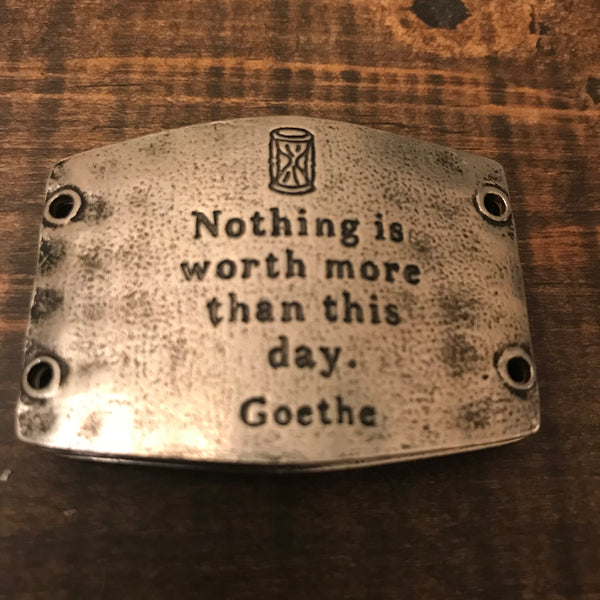 Nothing is
worth more
than this
day.
Goethe